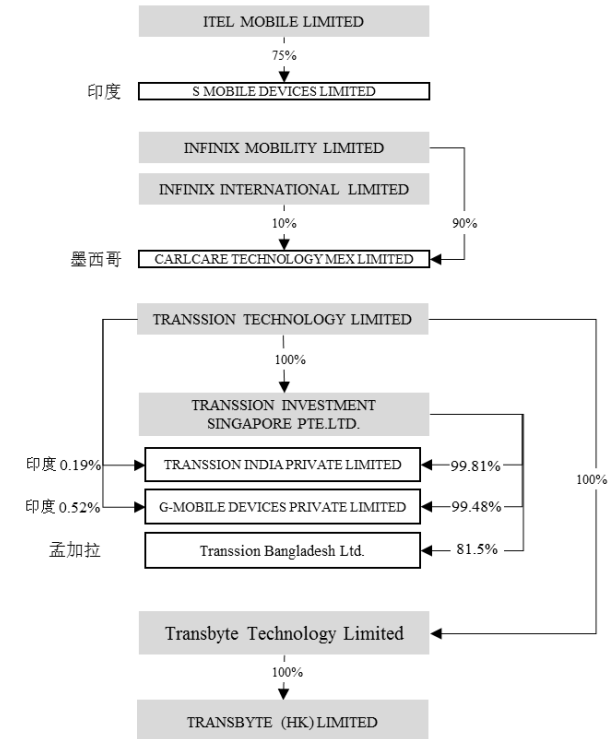 ITEL MOBILE LIMITED
75%
印度
S MOBILE DEVICES LIMITED
INFINIX MOBILITY LIMITED
INFINIX INTERNATIONAL LIMITED
10%
90%
墨西哥
CARLCARE TECHNOLOGY MEX LIMITED
TRANSSION TECHNOLOGY LIMITED
100%
TRANSSION INVESTMENT
SINGAPORE PTE.LTD.
印度 0.19%
TRANSSION INDIA PRIVATE LIMITED
99.81%
100%
印度 0.52%
G-MOBILE DEVICES PRIVATE LIMITED
99.48%
孟加拉
Transsion Bangladesh Ltd.
81.5%
Transbyte Technology Limited
100%
TRANSBYTE (HK) LIMITED